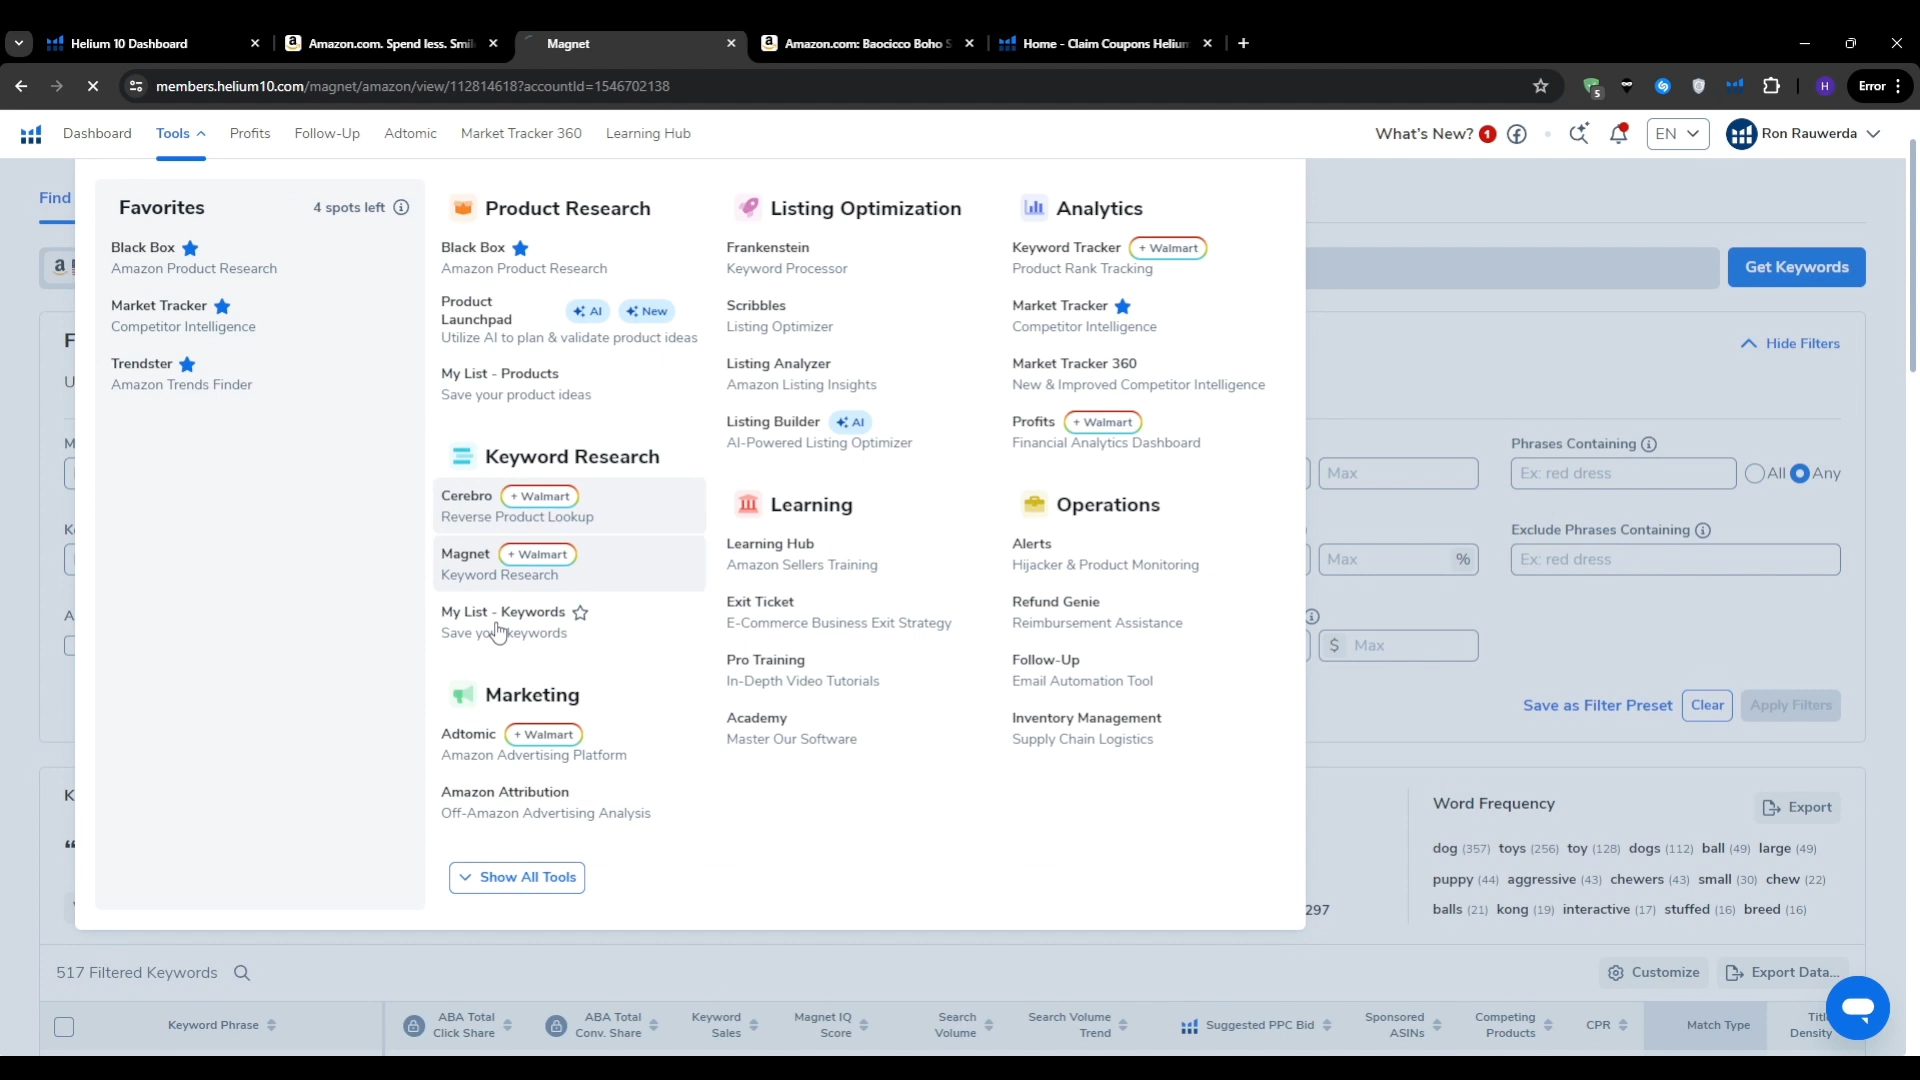 Helium 10 Dashboard
Amazon.com. Spend less. Smil
Magnet
Amazon.com: Baocicco Boho S
Home - Claim Coupons Helium
members.helium10.com/magnet/amazon/view/112814618?accountId=1546702138
5
H
Error
Dashboard
Tools
Profits
Follow-Up
Adtomic
Market Tracker 360
Learning Hub
What's New? 1
EN
Ron Rauwerda
Find
Favorites
4 spots left
Black Box
Amazon Product Research
Market Tracker
Competitor Intelligence
Trendster
Amazon Trends Finder
Product Research
Black Box
Amazon Product Research
Product Launchpad
AI
New
Utilize AI to plan & validate product ideas
My List - Products
Save your product ideas
Keyword Research
Cerebro + Walmart
Reverse Product Lookup
Magnet + Walmart
Keyword Research
My List - Keywords
Save your keywords
Marketing
Adtomic + Walmart
Amazon Advertising Platform
Amazon Attribution
Off-Amazon Advertising Analysis
Show All Tools
Listing Optimization
Frankenstein
Keyword Processor
Scribbles
Listing Optimizer
Listing Analyzer
Amazon Listing Insights
Listing Builder AI
AI-Powered Listing Optimizer
Learning
Learning Hub
Amazon Sellers Training
Exit Ticket
E-Commerce Business Exit Strategy
Pro Training
In-Depth Video Tutorials
Academy
Master Our Software
Analytics
Keyword Tracker + Walmart
Product Rank Tracking
Market Tracker
Competitor Intelligence
Market Tracker 360
New & Improved Competitor Intelligence
Profits + Walmart
Financial Analytics Dashboard
Operations
Alerts
Hijacker & Product Monitoring
Refund Genie
Reimbursement Assistance
Follow-Up
Email Automation Tool
Inventory Management
Supply Chain Logistics
Get Keywords
Hide Filters
Max
Phrases Containing
Ex: red dress
All Any
Max %
Exclude Phrases Containing
Ex: red dress
$ Max
Save as Filter Preset
Clear
Apply Filters
297
Word Frequency
Export
dog (357) toys (256) toy (128) dogs (112) ball (49) large (49)
puppy (44) aggressive (43) chewers (43) small (30) chew (22)
balls (21) kong (19) interactive (17) stuffed (16) breed (16)
517 Filtered Keywords
Customize
Export Data...
Keyword Phrase
ABA Total Click Share
ABA Total Conv. Share
Keyword Sales
Magnet IQ Score
Search Volume
Search Volume Trend
Suggested PPC Bid
Sponsored ASINs
Competing Products
CPR
Match Type
Density